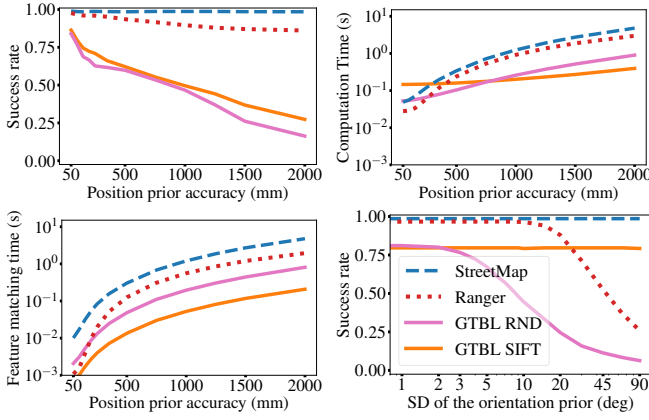 1.00
0.75
0.50
0.25
0.00
Success rate
50 500 1000 1500 2000
Position prior accuracy (mm)
10¹
10⁰
10⁻¹
10⁻²
10⁻³
Computation Time (s)
50 500 1000 1500 2000
Position prior accuracy (mm)
10¹
10⁰
10⁻¹
10⁻²
10⁻³
Feature matching time (s)
50 500 1000 1500 2000
Position prior accuracy (mm)
1.00
0.75
0.50
0.25
0.00
Success rate
StreetMap
Ranger
GTBL RND
GTBL SIFT
1 2 3 5 10 20 45 90
SD of the orientation prior (deg)